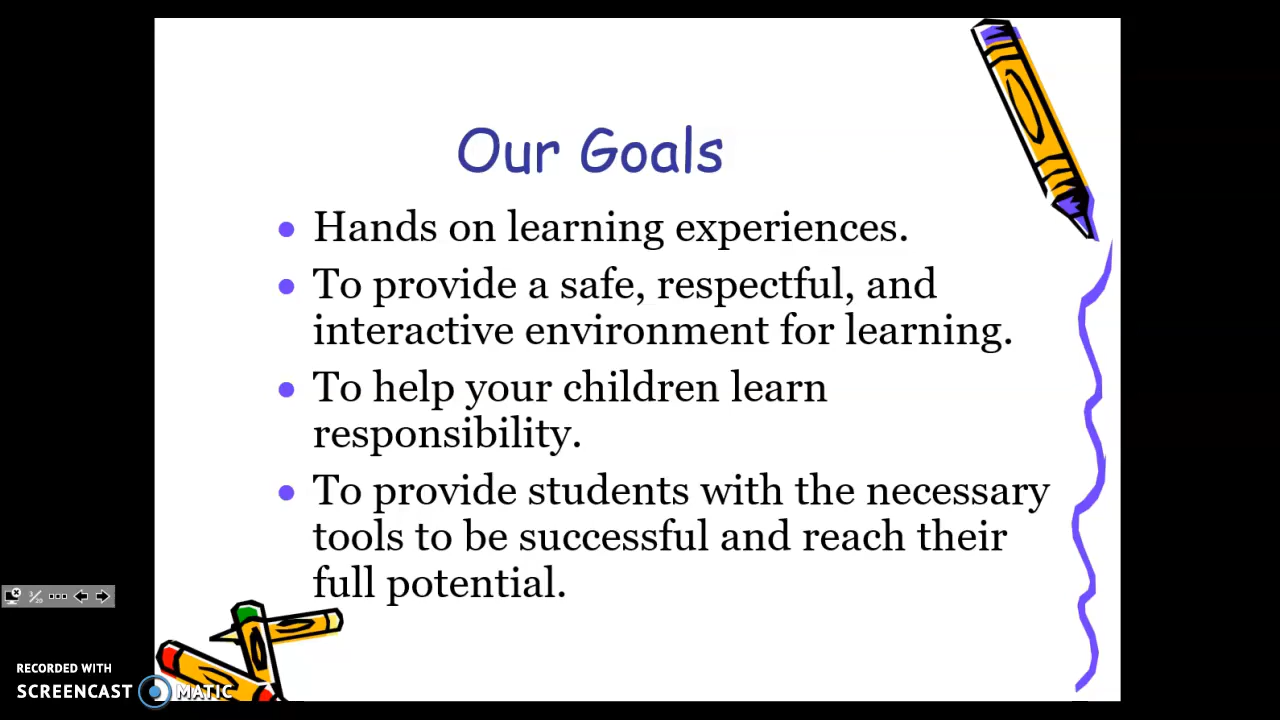 Our Goals
• Hands on learning experiences.
• To provide a safe, respectful, and
interactive environment for learning.
• To help your children learn
responsibility.
• To provide students with the necessary
tools to be successful and reach their
full potential.
RECORDED WITH
SCREENCAST MATIC